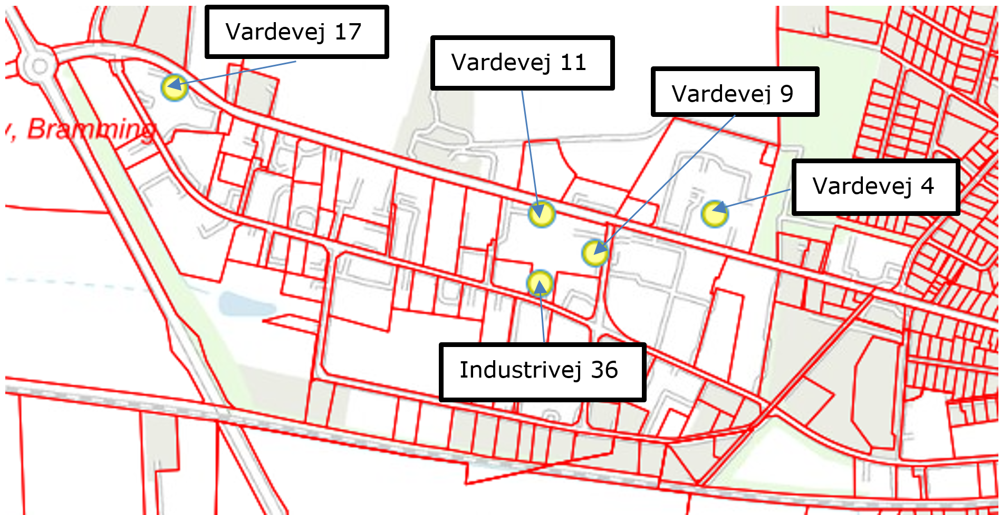 Vardevej 17
Vardevej 11
Vardevej 9
, Bramming
Vardevej 4
Industrivej 36